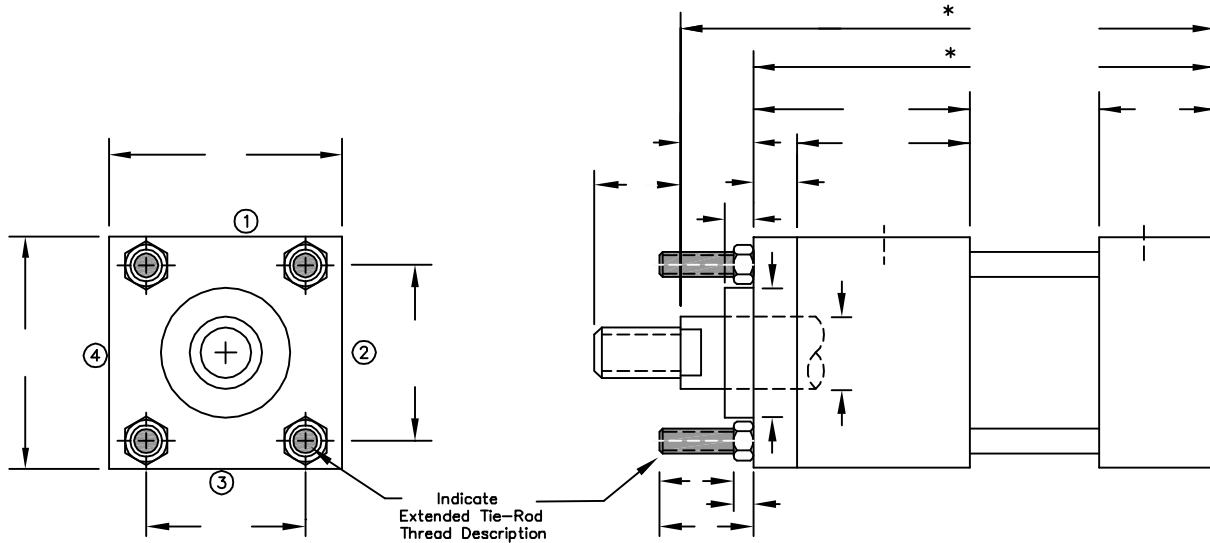 *
*
1
4
2
3
Indicate
Extended Tie-Rod
Thread Description